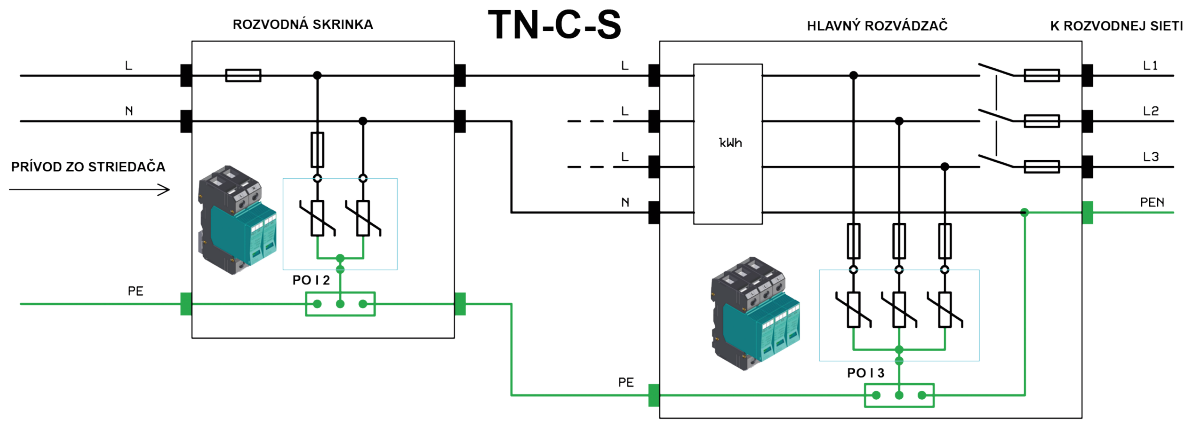 TN-C-S
ROZVODNÁ SKRINKA
HLAVNÝ ROZVÁDZAČ
K RODVODNEJ SIETI
L
L
L1
N
L
L2
kWh
PRÍVOD ZO STRIEDAČA
L
L3
N
PEN
PO I 2
PE
PO I 3
PE